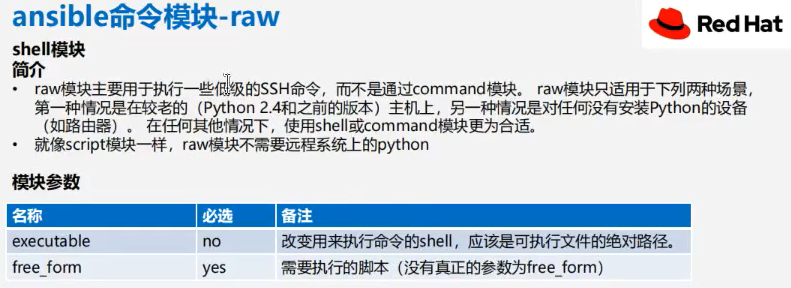 ansible命令模块-raw
Red Hat
shell模块
简介
• raw模块主要用于执行一些低级的SSH命令，而不是通过command模块。 raw模块只适用于下列两种场景，
第一种情况是在较老的（Python 2.4和之前的版本）主机上，另一种情况是对任何没有安装Python的设备
（如路由器）。 在任何其他情况下，使用shell或command模块更为合适。
• 就像script模块一样，raw模块不需要远程系统上的python
模块参数
名称 必选 备注
executable no 改变用来执行命令的shell，应该是可执行文件的绝对路径。
free_form yes 需要执行的脚本（没有真正的参数为free_form）